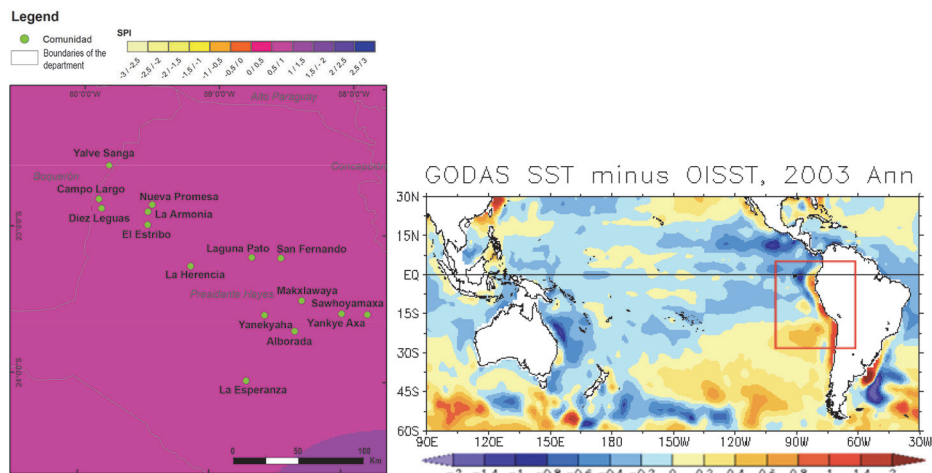 Legend
Comunidad
Boundaries of the
department
SPI
-3 / -2.5
-2.5 / -2
-2 / -1.5
-1.5 / -1
-1 / -0.5
-0.5 / 0
0 / 0.5
0.5 / 1
1 / 1.5
1.5 / -2
2 / 2.5
2.5 / 3
60°0'0"W
59°0'0"W
58°0'0"W
Alto Paraguay
Yalve Sanga
Boquerón
Campo Largo
Nueva Promesa
Diez Leguas
La Armonia
El Estribo
23°0'0"S
23°0'0"S
Laguna Pato
San Fernando
La Herencia
Presidente Hayes
Makxlawaya
Sawhoyamaxa
Yanekyaha
Yankye Axa
Alborada
24°0'0"S
24°0'0"S
La Esperanza
0
50
100
Km
GODAS SST minus OISST, 2003 Ann
30N
15N
EQ
15S
30S
45S
60S
90E
120E
150E
180
150W
120W
90W
60W
30W